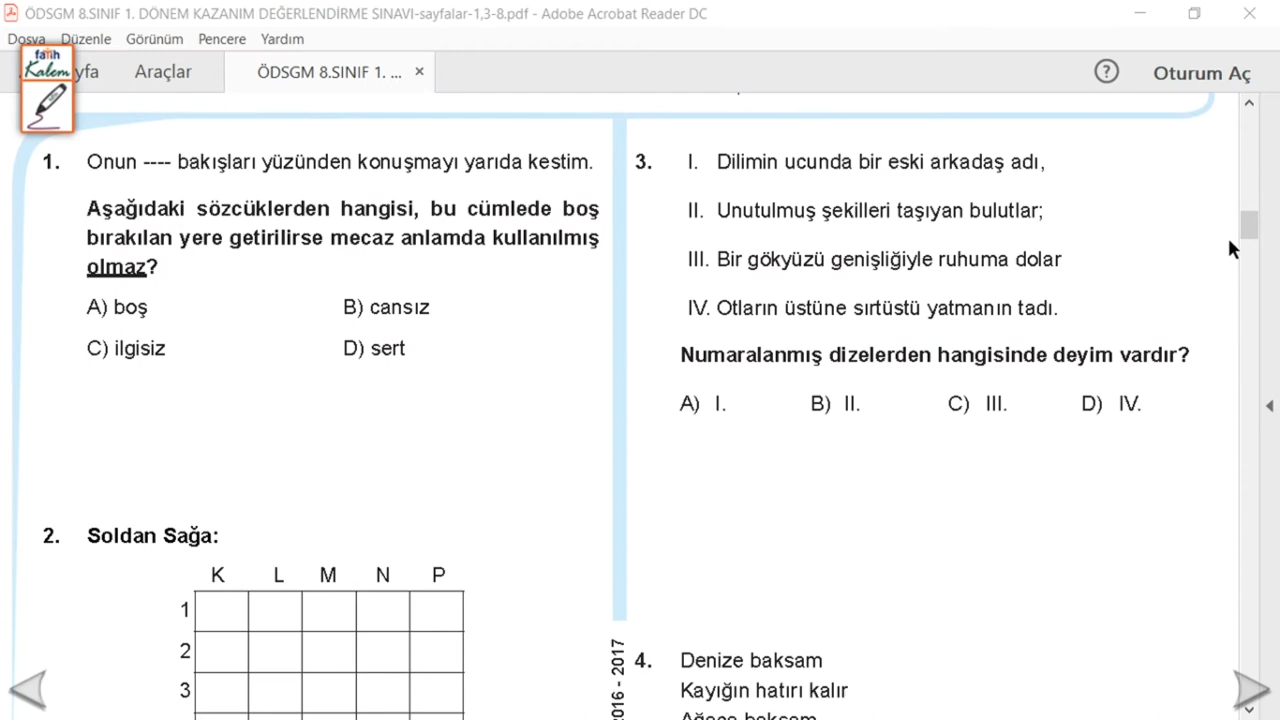 ÖDSGM 8.SINIF 1. DÖNEM KAZANIM DEĞERLENDİRME SINAVI-sayfalar-1,3-8.pdf - Adobe Acrobat Reader DC
Dosya Düzenle Görünüm Pencere Yardım
fatih
Kalem
yfa Araçlar ÖDSGM 8.SINIF 1. ... × ? Oturum Aç
1. Onun ---- bakışları yüzünden konuşmayı yarıda kestim.
Aşağıdaki sözcüklerden hangisi, bu cümlede boş
bırakılan yere getirilirse mecaz anlamda kullanılmış
olmaz?
A) boş B) cansız
C) ilgisiz D) sert
2. Soldan Sağa:
K L M N P
1
2
3
2016 - 2017
3. I. Dilimin ucunda bir eski arkadaş adı,
II. Unutulmuş şekilleri taşıyan bulutlar;
III. Bir gökyüzü genişliğiyle ruhuma dolar
IV. Otların üstüne sırtüstü yatmanın tadı.
Numaralanmış dizelerden hangisinde deyim vardır?
A) I. B) II. C) III. D) IV.
4. Denize baksam
Kayığın hatırı kalır
Ağaca baksam